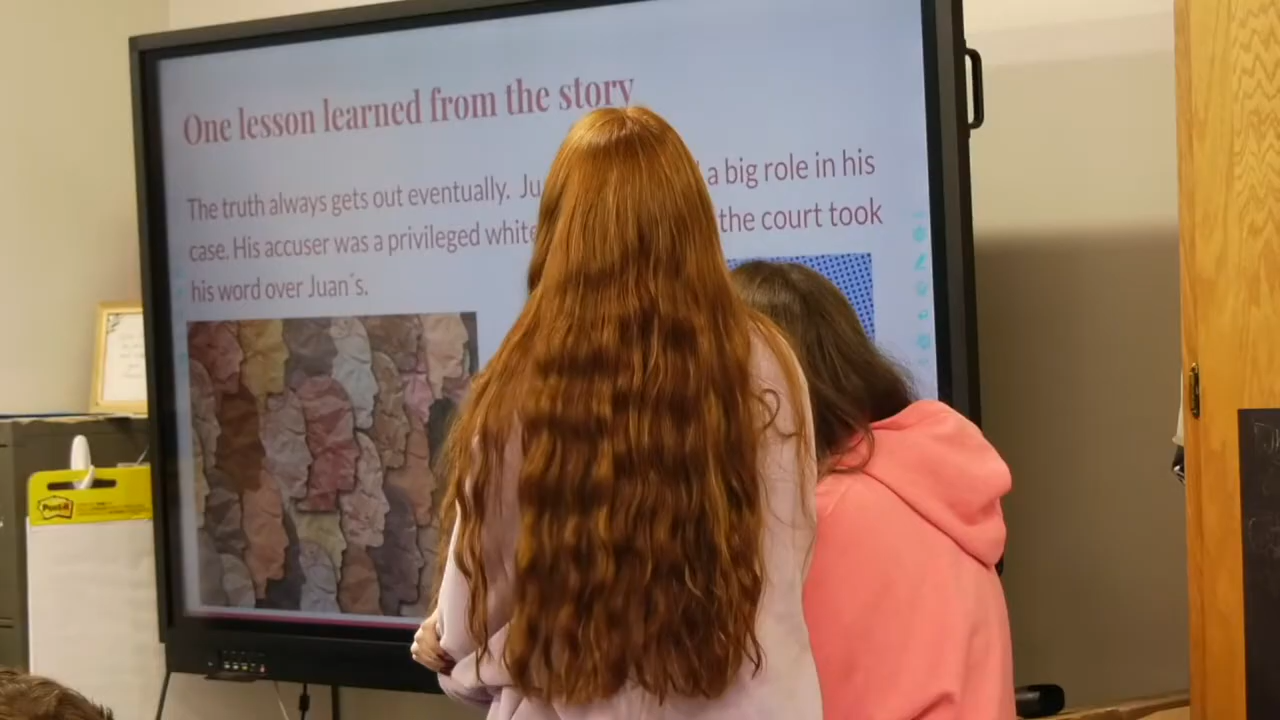 One lesson learned from the story
The truth always gets out eventually. Ju a big role in his
case. His accuser was a privileged white the court took
his word over Juan´s.
Post-it